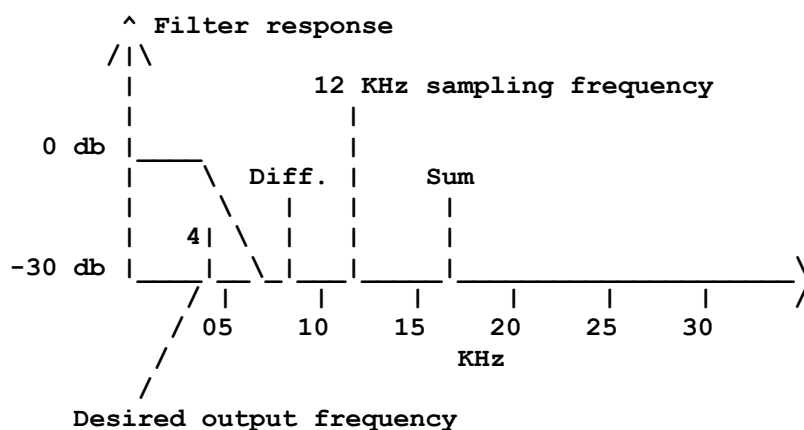 ^ Filter response
12 KHz sampling frequency
0 db
Diff. Sum
4
-30 db
05 10 15 20 25 30
KHz
Desired output frequency